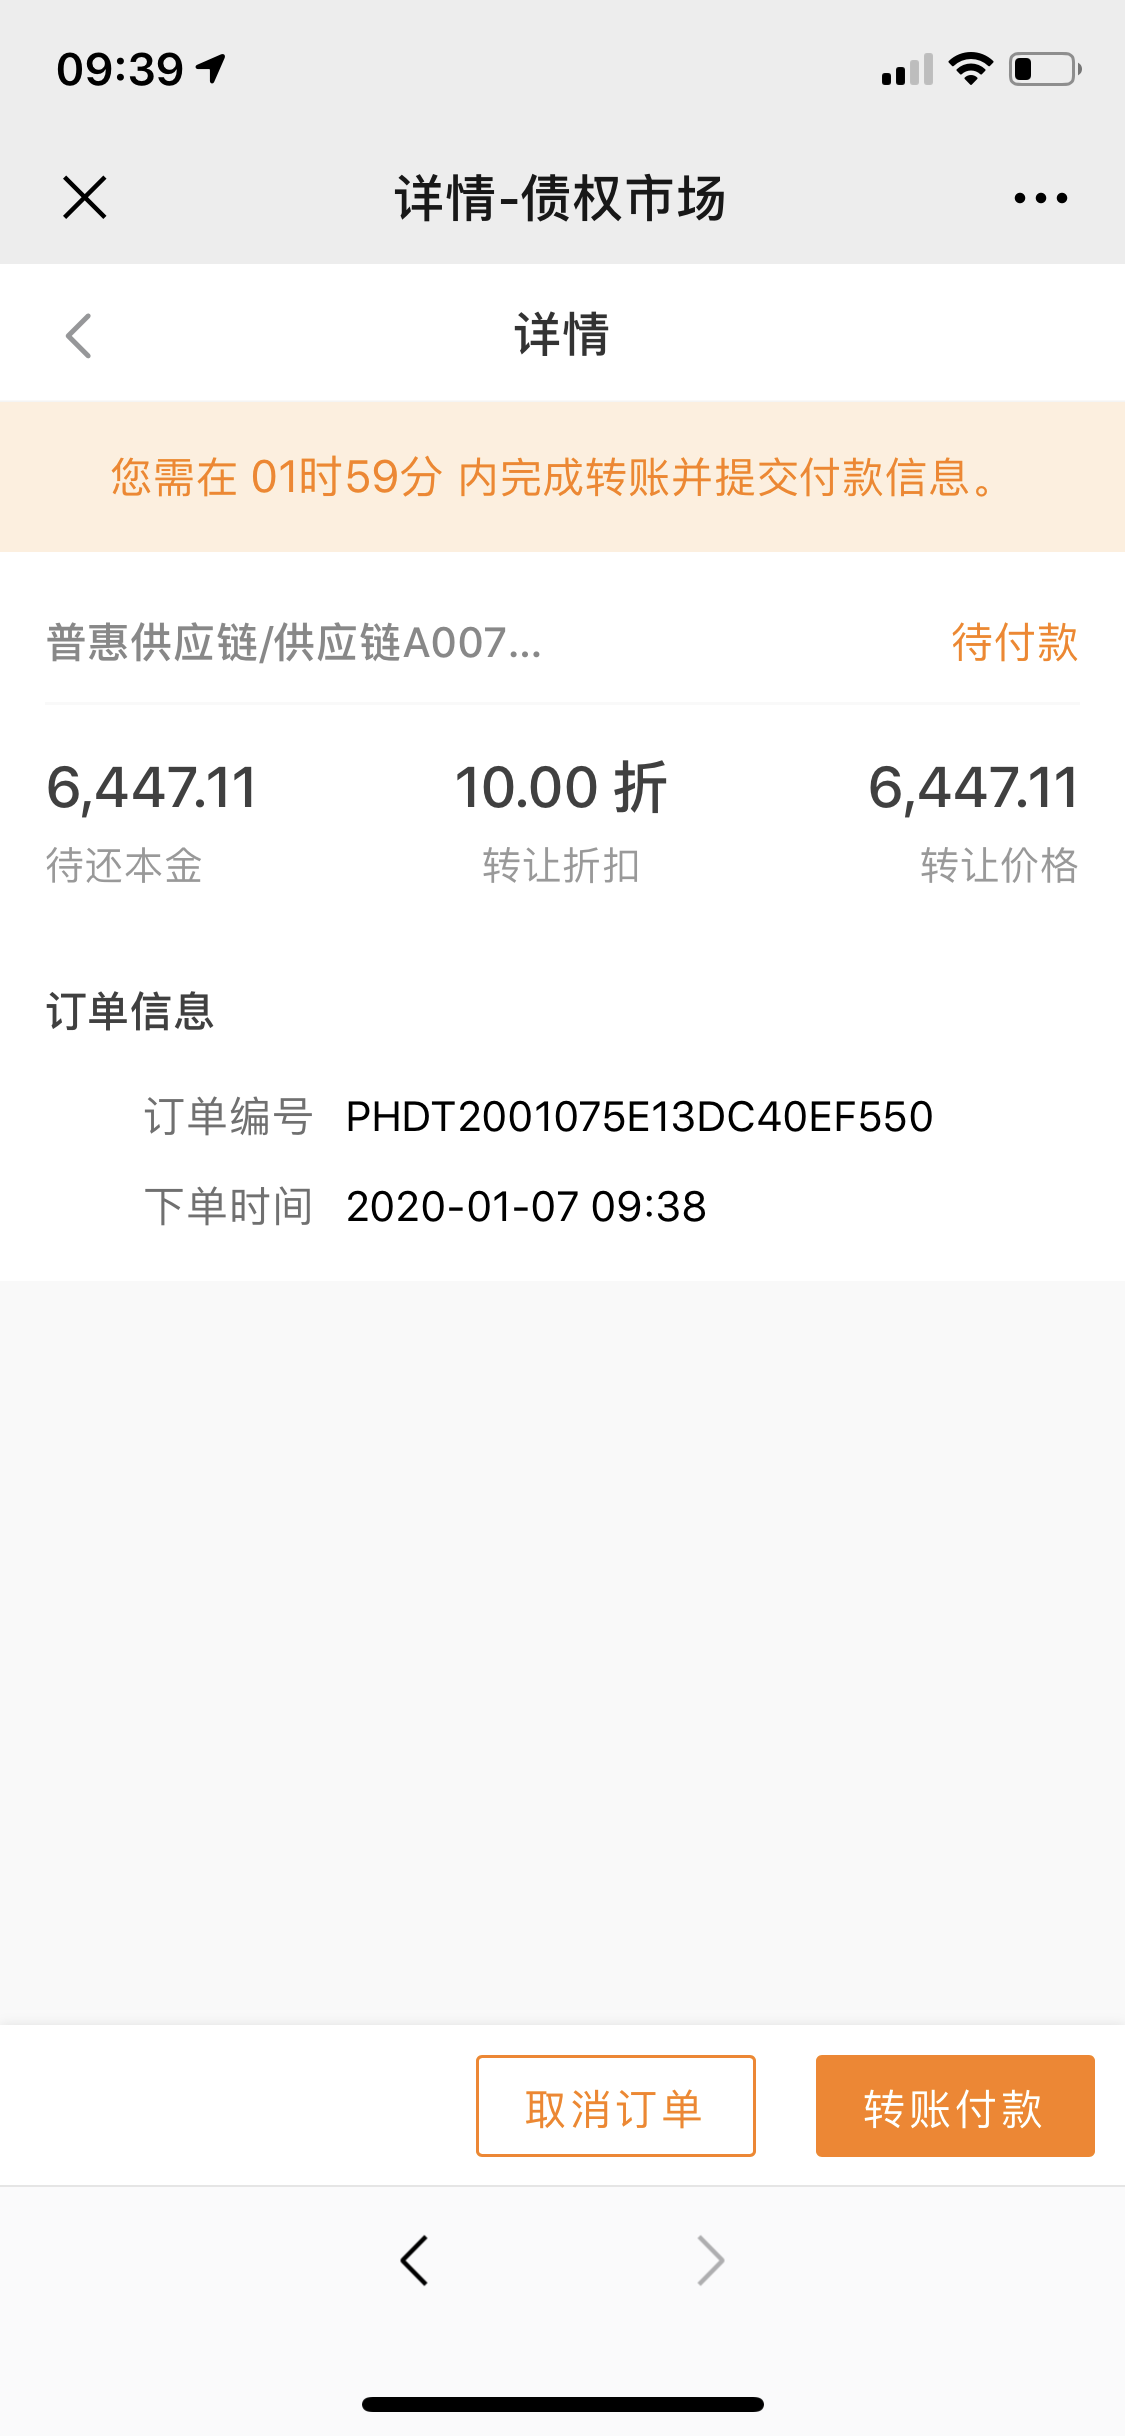 09:39
详情-债权市场
详情
您需在 01时59分 内完成转账并提交付款信息。
普惠供应链/供应链A007... 待付款
6,447.11 10.00 折 6,447.11
待还本金 转让折扣 转让价格
订单信息
订单编号 PHDT2001075E13DC40EF550
下单时间 2020-01-07 09:38
取消订单 转账付款